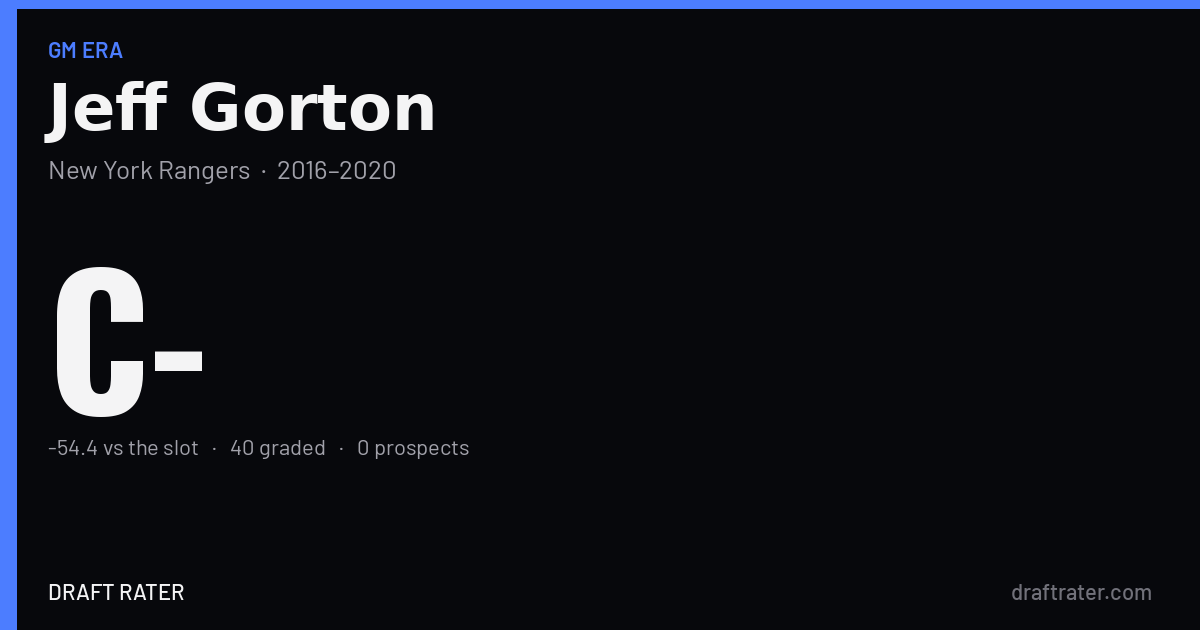 GM ERA
Jeff Gorton
New York Rangers · 2016–2020
C-
-54.4 vs the slot · 40 graded · 0 prospects
DRAFT RATER
draftrater.com